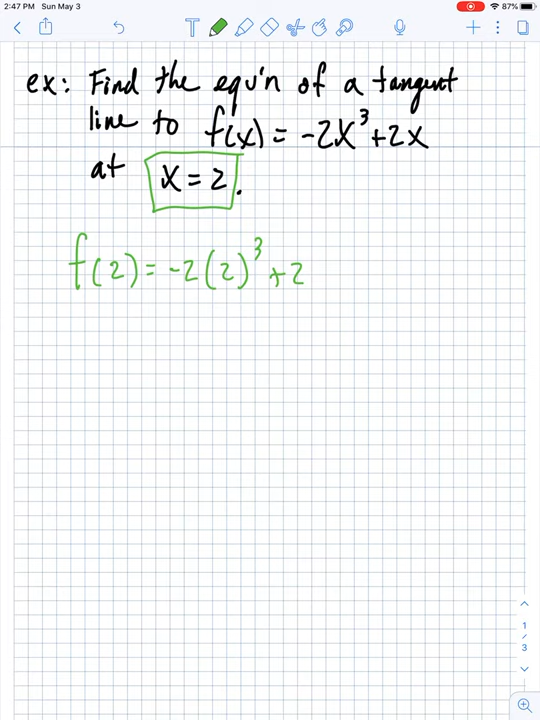 2:47 PM Sun May 3 87%
T
ex: Find the equ'n of a tangent
line to f(x) = -2x³+2x
at x=2.
f(2)=-2(2)³+2
1
/
3